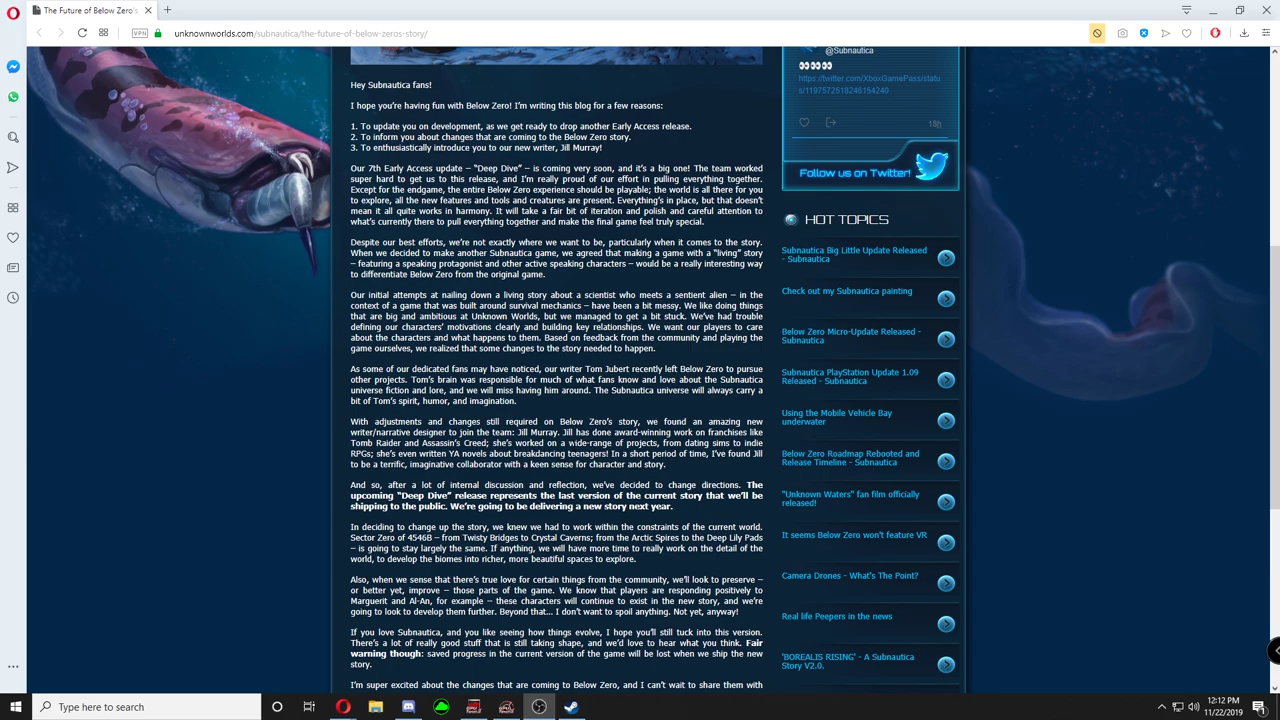 The Future of Below Zero's
VPN
unknownworlds.com/subnautica/the-future-of-below-zeros-story/
Hey Subnautica fans!
I hope you're having fun with Below Zero! I'm writing this blog for a few reasons:
1. To update you on development, as we get ready to drop another Early Access release.
2. To inform you about changes that are coming to the Below Zero story.
3. To enthusiastically introduce you to our new writer, Jill Murray!
Our 7th Early Access update – “Deep Dive” – is coming very soon, and it's a big one! The team worked
super hard to get us to this release, and I'm really proud of our effort in pulling everything together.
Except for the endgame, the entire Below Zero experience should be playable; the world is all there for you
to explore, all the new features and tools and creatures are present. Everything's in place, but that doesn't
mean it all quite works in harmony. It will take a fair bit of iteration and polish and careful attention to
what's currently there to pull everything together and make the final game feel truly special.
Despite our best efforts, we're not exactly where we want to be, particularly when it comes to the story.
When we decided to make another Subnautica game, we agreed that making a game with a “living” story
– featuring a speaking protagonist and other active speaking characters – would be a really interesting way
to differentiate Below Zero from the original game.
Our initial attempts at nailing down a living story about a scientist who meets a sentient alien – in the
context of a game that was built around survival mechanics – have been a bit messy. We like doing things
that are big and ambitious at Unknown Worlds, but we managed to get a bit stuck. We've had trouble
defining our characters' motivations clearly and building key relationships. We want our players to care
about the characters and what happens to them. Based on feedback from the community and playing the
game ourselves, we realized that some changes to the story needed to happen.
As some of our dedicated fans may have noticed, our writer Tom Jubert recently left Below Zero to pursue
other projects. Tom's brain was responsible for much of what fans know and love about the Subnautica
universe fiction and lore, and we will miss having him around. The Subnautica universe will always carry a
bit of Tom's spirit, humor, and imagination.
With adjustments and changes still required on Below Zero's story, we found an amazing new
writer/narrative designer to join the team: Jill Murray. Jill has done award-winning work on franchises like
Tomb Raider and Assassin's Creed; she's worked on a wide-range of projects, from dating sims to indie
RPGs; she's even written YA novels about breakdancing teenagers! In a short period of time, I've found Jill
to be a terrific, imaginative collaborator with a keen sense for character and story.
And so, after a lot of internal discussion and reflection, we've decided to change directions. The
upcoming “Deep Dive” release represents the last version of the current story that we'll be
shipping to the public. We're going to be delivering a new story next year.
In deciding to change up the story, we knew we had to work within the constraints of the current world.
Sector Zero of 4546B – from Twisty Bridges to Crystal Caverns; from the Arctic Spires to the Deep Lily Pads
– is going to stay largely the same. If anything, we will have more time to really work on the detail of the
world, to develop the biomes into richer, more beautiful spaces to explore.
Also, when we sense that there's true love for certain things from the community, we'll look to preserve –
or better yet, improve – those parts of the game. We know that players are responding positively to
Marguerit and Al-An, for example – these characters will continue to exist in the new story, and we're
going to look to develop them further. Beyond that... I don't want to spoil anything. Not yet, anyway!
If you love Subnautica, and you like seeing how things evolve, I hope you'll still tuck into this version.
There's a lot of really good stuff that is still taking shape, and we'd love to hear what you think. Fair
warning though: saved progress in the current version of the game will be lost when we ship the new
story.
I'm super excited about the changes that are coming to Below Zero, and I can't wait to share them with
@Subnautica
👀👀👀
https://twitter.com/XboxGamePass/statu
s/1197572518246154240
18h
Follow us on Twitter!
HOT TOPICS
Subnautica Big Little Update Released
- Subnautica
Check out my Subnautica painting
Below Zero Micro-Update Released -
Subnautica
Subnautica PlayStation Update 1.09
Released - Subnautica
Using the Mobile Vehicle Bay
underwater
Below Zero Roadmap Rebooted and
Release Timeline - Subnautica
"Unknown Waters" fan film officially
released!
It seems Below Zero won't feature VR
Camera Drones - What's The Point?
Real life Peepers in the news
'BOREALIS RISING' - A Subnautica
Story V2.0.
Type here to search
12:12 PM
11/22/2019